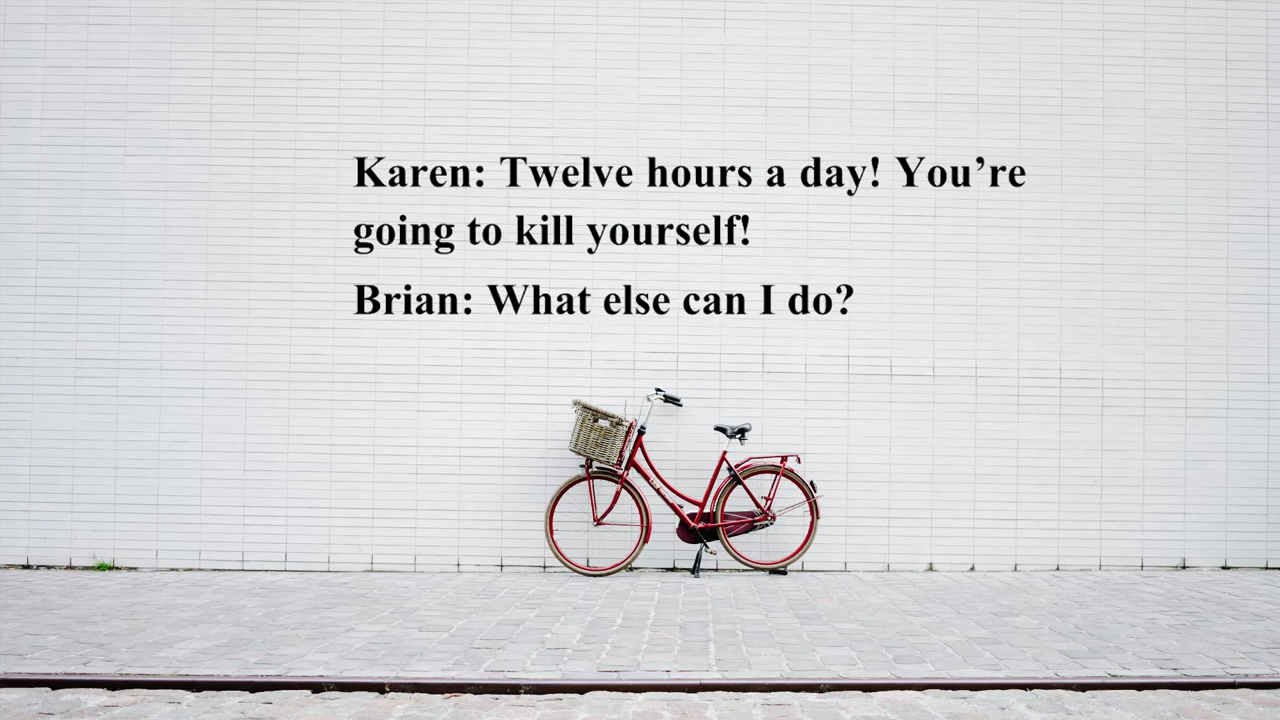 Karen: Twelve hours a day! You’re
going to kill yourself!
Brian: What else can I do?